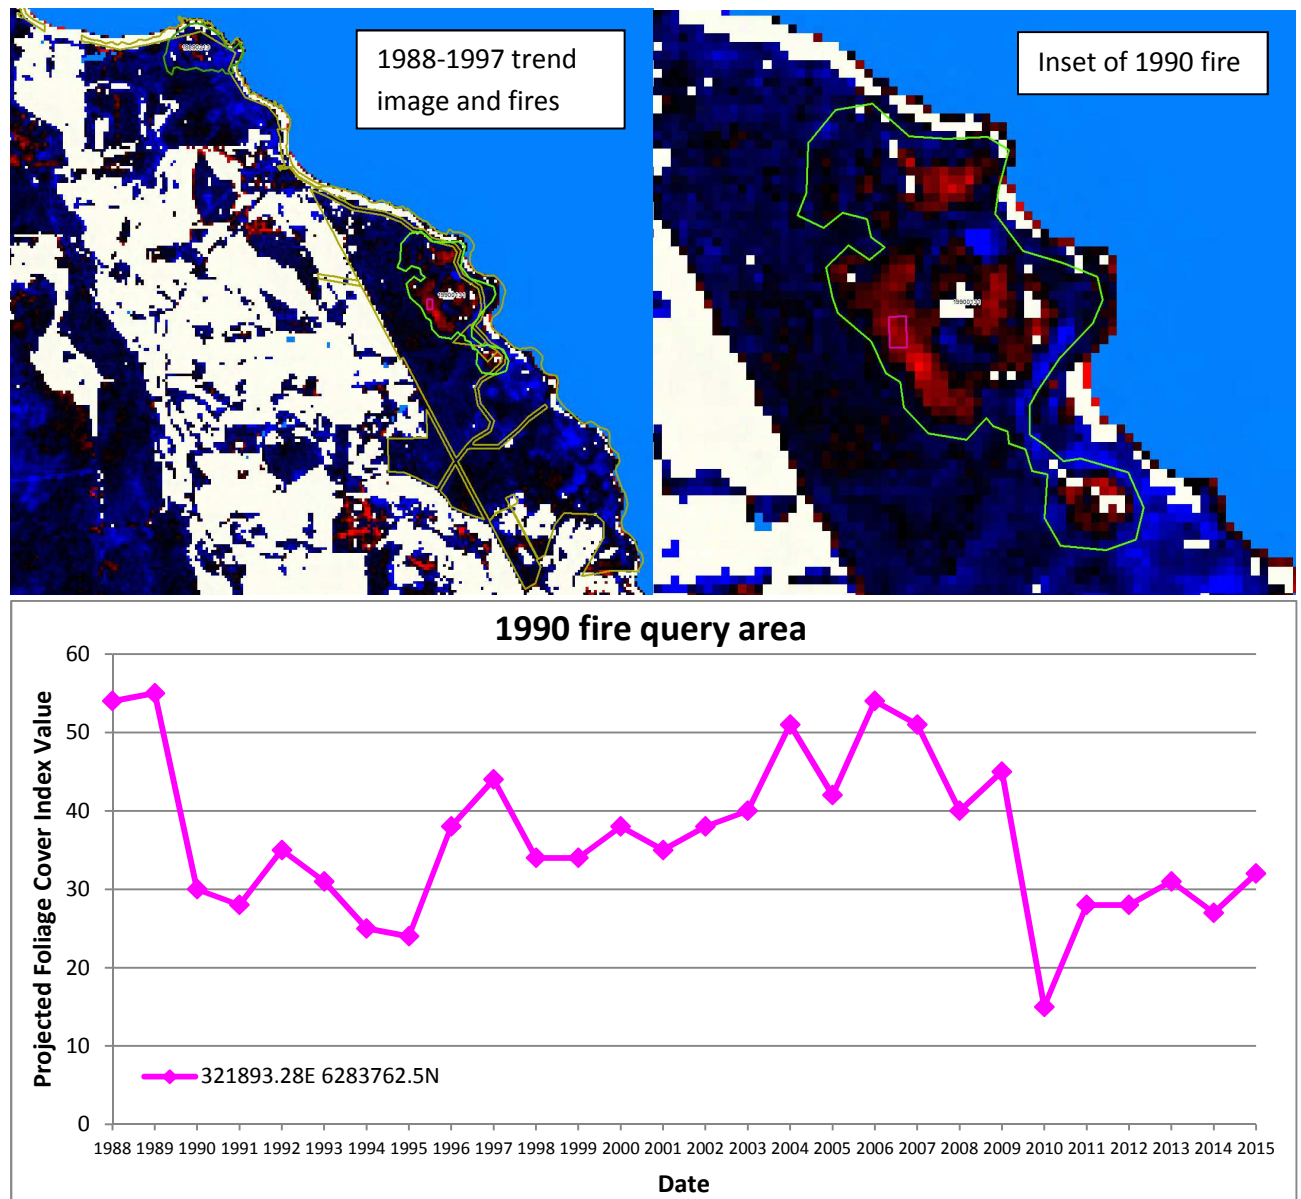 1988-1997 trend
image and fires
Inset of 1990 fire
1990 fire query area
Projected Foliage Cover Index Value
60
50
40
30
20
10
0
321893.28E 6283762.5N
1988 1989 1990 1991 1992 1993 1994 1995 1996 1997 1998 1999 2000 2001 2002 2003 2004 2005 2006 2007 2008 2009 2010 2011 2012 2013 2014 2015
Date